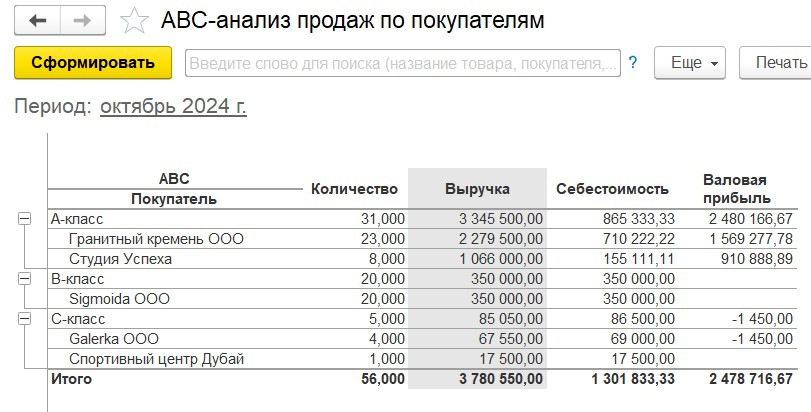 ABC-анализ продаж по покупателям
Сформировать Введите слово для поиска (название товара, покупателя,... ? Еще Печать
Период: октябрь 2024 г.
ABC Количество Выручка Себестоимость Валовая прибыль
Покупатель
A-класс 31,000 3 345 500,00 865 333,33 2 480 166,67
Гранитный кремень ООО 23,000 2 279 500,00 710 222,22 1 569 277,78
Студия Успеха 8,000 1 066 000,00 155 111,11 910 888,89
B-класс 20,000 350 000,00 350 000,00
Sigmoida ООО 20,000 350 000,00 350 000,00
C-класс 5,000 85 050,00 86 500,00 -1 450,00
Galerka ООО 4,000 67 550,00 69 000,00 -1 450,00
Спортивный центр Дубай 1,000 17 500,00 17 500,00
Итого 56,000 3 780 550,00 1 301 833,33 2 478 716,67